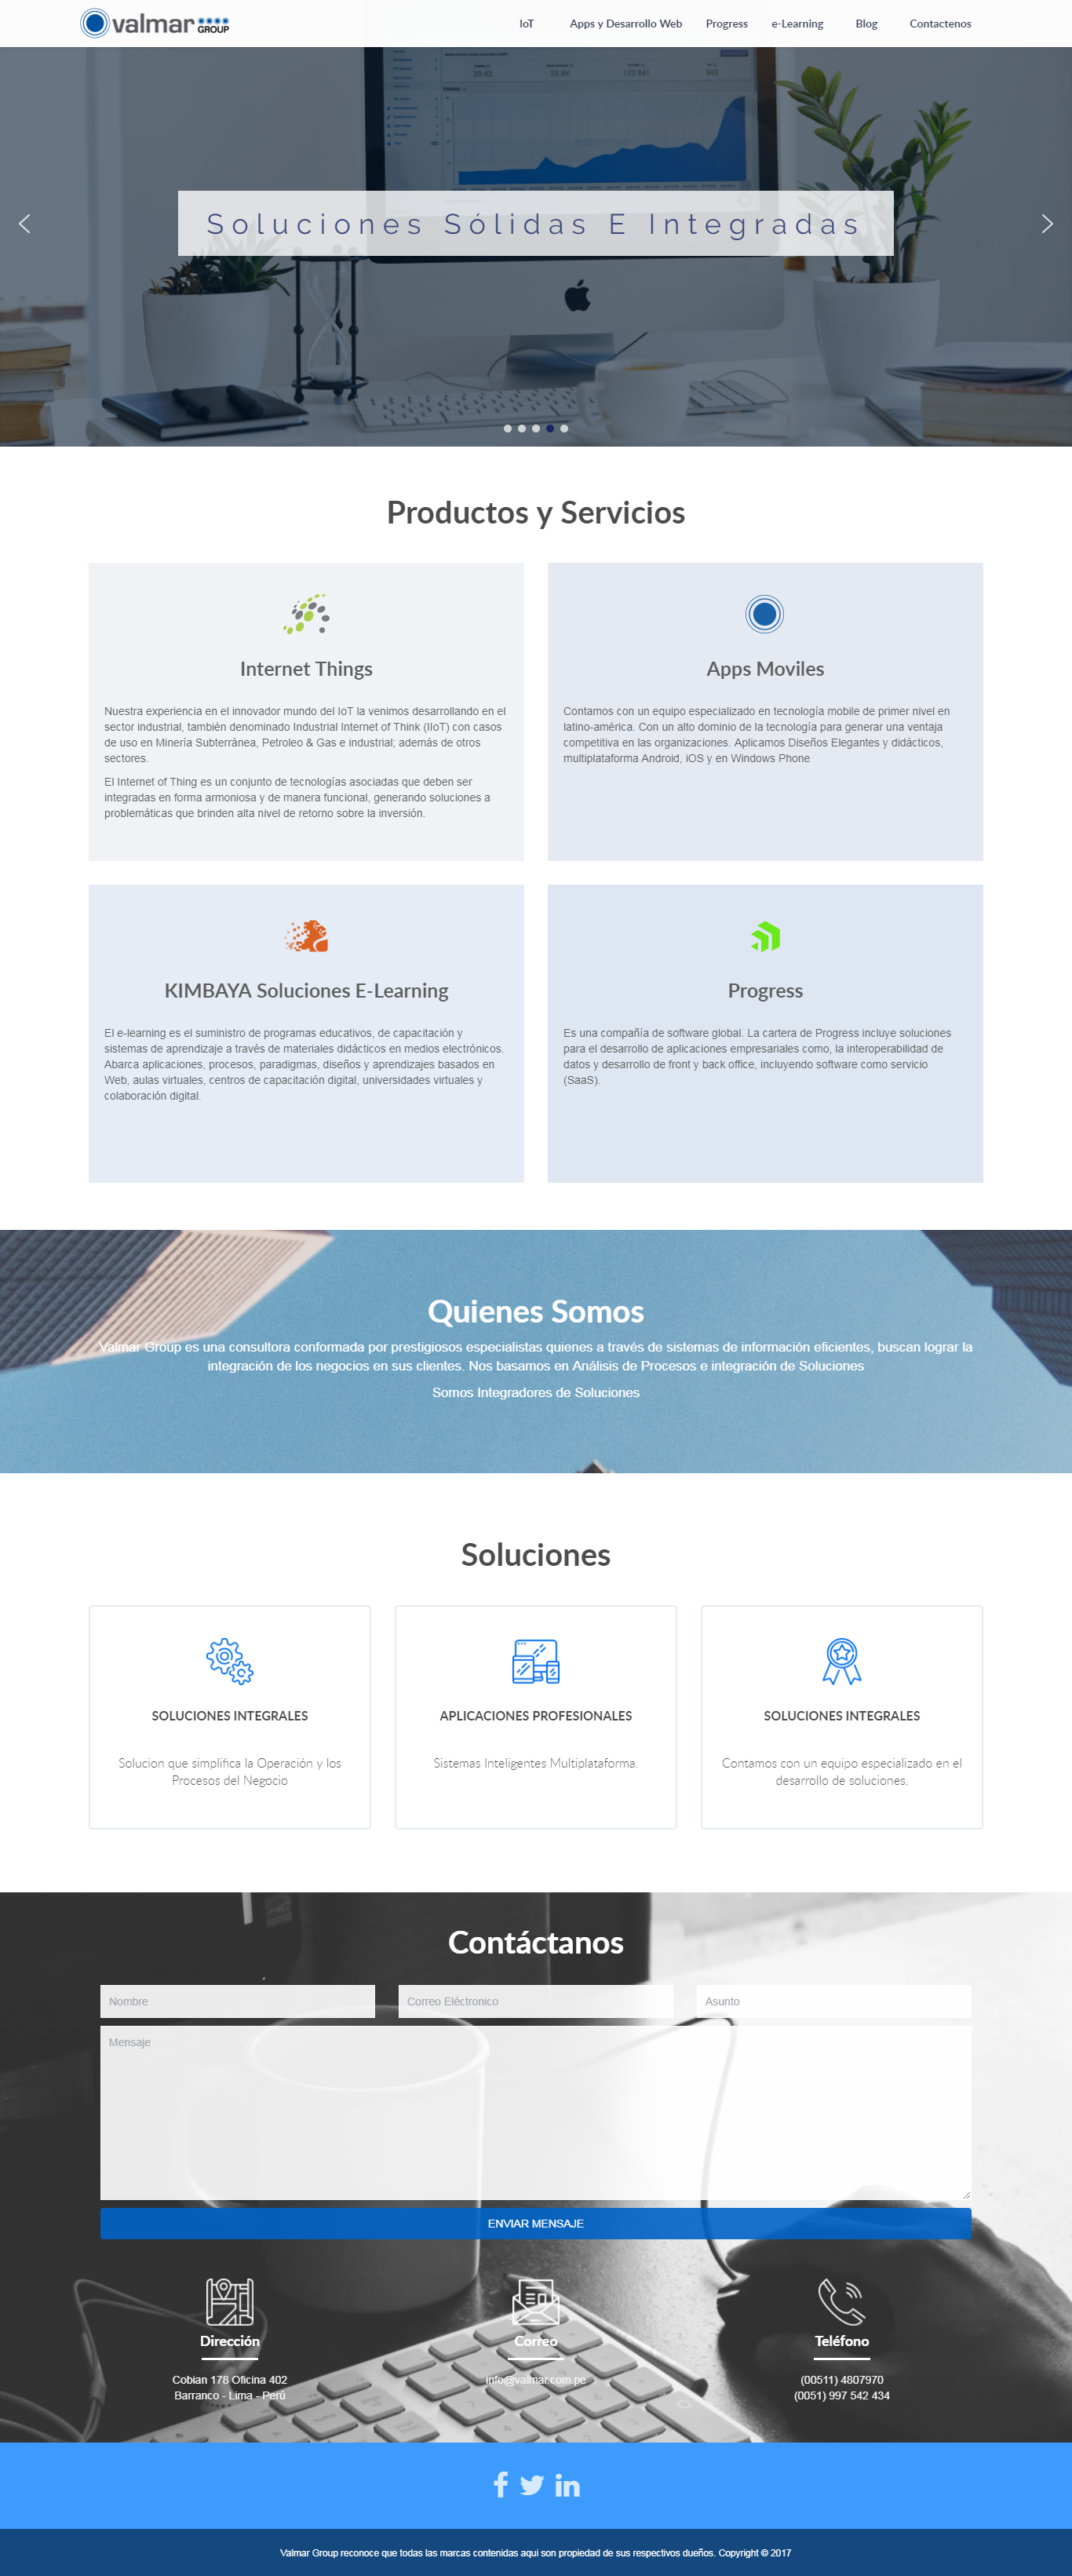 valmar GROUP
IoT Apps y Desarrollo Web Progress e-Learning Blog Contactenos
39.42 25.8K 122 841 992
Soluciones Sólidas E Integradas
Productos y Servicios
Internet Things
Nuestra experiencia en el innovador mundo del IoT la venimos desarrollando en el
sector industrial, también denominado Industrial Internet of Think (IIoT) con casos
de uso en Minería Subterránea, Petroleo & Gas e industrial; además de otros
sectores.
El Internet of Thing es un conjunto de tecnologías asociadas que deben ser
integradas en forma armoniosa y de manera funcional, generando soluciones a
problemáticas que brinden alta nivel de retorno sobre la inversión.
Apps Moviles
Contamos con un equipo especializado en tecnología mobile de primer nivel en
latino-américa. Con un alto dominio de la tecnología para generar una ventaja
competitiva en las organizaciones. Aplicamos Diseños Elegantes y didácticos,
multiplataforma Android, iOS y en Windows Phone
KIMBAYA Soluciones E-Learning
El e-learning es el suministro de programas educativos, de capacitación y
sistemas de aprendizaje a través de materiales didácticos en medios electrónicos.
Abarca aplicaciones, procesos, paradigmas, diseños y aprendizajes basados en
Web, aulas virtuales, centros de capacitación digital, universidades virtuales y
colaboración digital.
Progress
Es una compañía de software global. La cartera de Progress incluye soluciones
para el desarrollo de aplicaciones empresariales como, la interoperabilidad de
datos y desarrollo de front y back office, incluyendo software como servicio
(SaaS).
Quienes Somos
Valmar Group es una consultora conformada por prestigiosos especialistas quienes a través de sistemas de información eficientes, buscan lograr la
integración de los negocios en sus clientes. Nos basamos en Análisis de Procesos e integración de Soluciones
Somos Integradores de Soluciones
Soluciones
SOLUCIONES INTEGRALES
Solucion que simplifica la Operación y los
Procesos del Negocio
APLICACIONES PROFESIONALES
Sistemas Inteligentes Multiplataforma.
SOLUCIONES INTEGRALES
Contamos con un equipo especializado en el
desarrollo de soluciones.
Contáctanos
Nombre
Correo Eléctronico
Asunto
Mensaje
ENVIAR MENSAJE
Dirección
Cobian 178 Oficina 402
Barranco - Lima - Perú
Correo
info@valmar.com.pe
Teléfono
(00511) 4807970
(0051) 997 542 434
Valmar Group reconoce que todas las marcas contenidas aqui son propiedad de sus respectivos dueños. Copyright © 2017